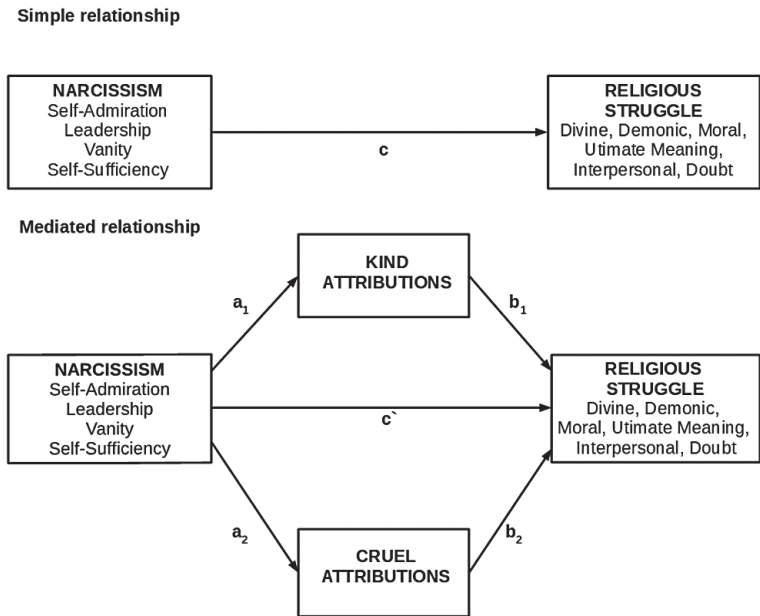 Simple relationship
NARCISSISM
Self-Admiration
Leadership
Vanity
Self-Sufficiency
c
RELIGIOUS
STRUGGLE
Divine, Demonic, Moral,
Utimate Meaning,
Interpersonal, Doubt
Mediated relationship
KIND
ATTRIBUTIONS
a1
b1
NARCISSISM
Self-Admiration
Leadership
Vanity
Self-Sufficiency
c`
RELIGIOUS
STRUGGLE
Divine, Demonic,
Moral, Utimate Meaning,
Interpersonal, Doubt
a2
b2
CRUEL
ATTRIBUTIONS